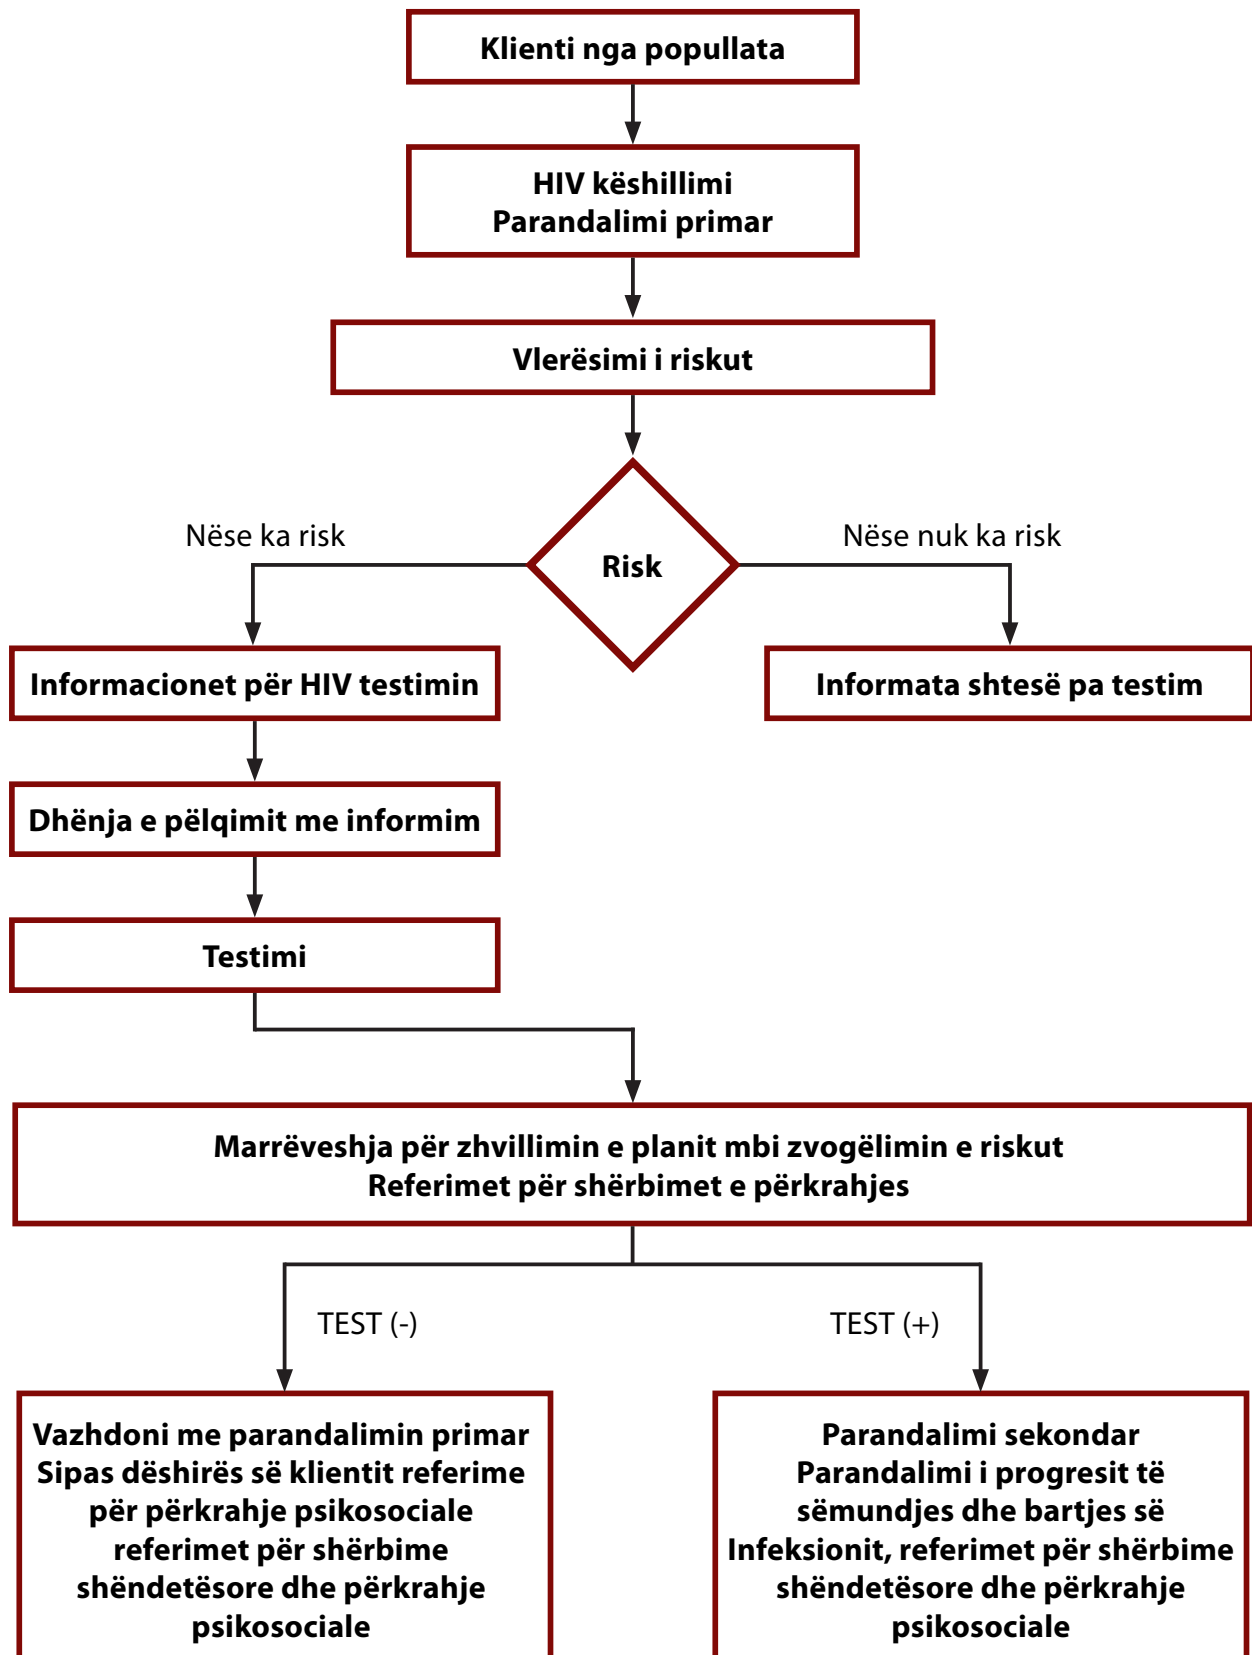 Klienti nga popullata
HIV këshillimi
Parandalimi primar
Vlerësimi i riskut
Nëse ka risk
Nëse nuk ka risk
Risk
Informacionet për HIV testimin
Informata shtesë pa testim
Dhënja e pëlqimit me informim
Testimi
Marrëveshja për zhvillimin e planit mbi zvogëlimin e riskut
Referimet për shërbimet e përkrahjes
TEST (-)
TEST (+)
Vazhdoni me parandalimin primar
Sipas dëshirës së klientit referime
për përkrahje psikosociale
referimet për shërbime
shëndetësore dhe përkrahje
psikosociale
Parandalimi sekondar
Parandalimi i progresit të
sëmundjes dhe bartjes së
Infeksionit, referimet për shërbime
shëndetësore dhe përkrahje
psikosociale